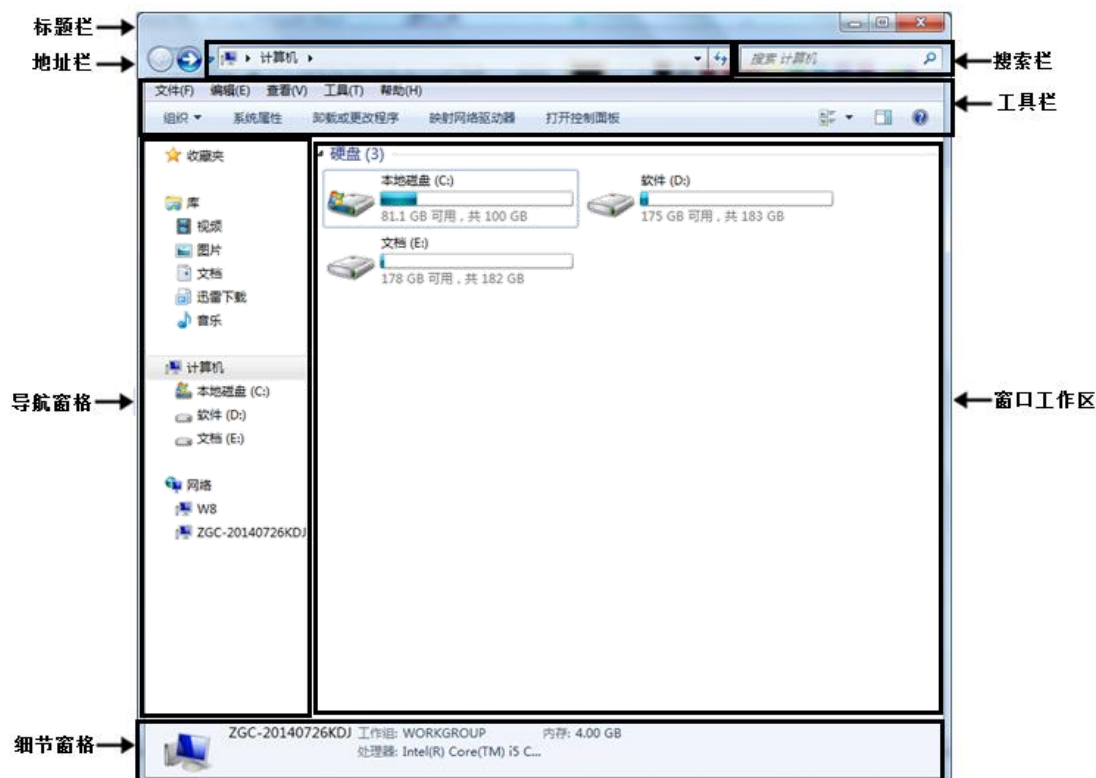 标题栏
地址栏
计算机
搜索 计算机
搜索栏
文件(F) 编辑(E) 查看(V) 工具(T) 帮助(H)
工具栏
组织 系统属性 卸载或更改程序 映射网络驱动器 打开控制面板
收藏夹
库
视频
图片
文档
迅雷下载
音乐
计算机
本地磁盘 (C:)
软件 (D:)
文档 (E:)
网络
W8
ZGC-20140726KDJ
导航窗格
硬盘 (3)
本地磁盘 (C:)
81.1 GB 可用，共 100 GB
软件 (D:)
175 GB 可用，共 183 GB
文档 (E:)
178 GB 可用，共 182 GB
窗口工作区
细节窗格
ZGC-20140726KDJ 工作组: WORKGROUP 内存: 4.00 GB
处理器: Intel(R) Core(TM) i5 C...